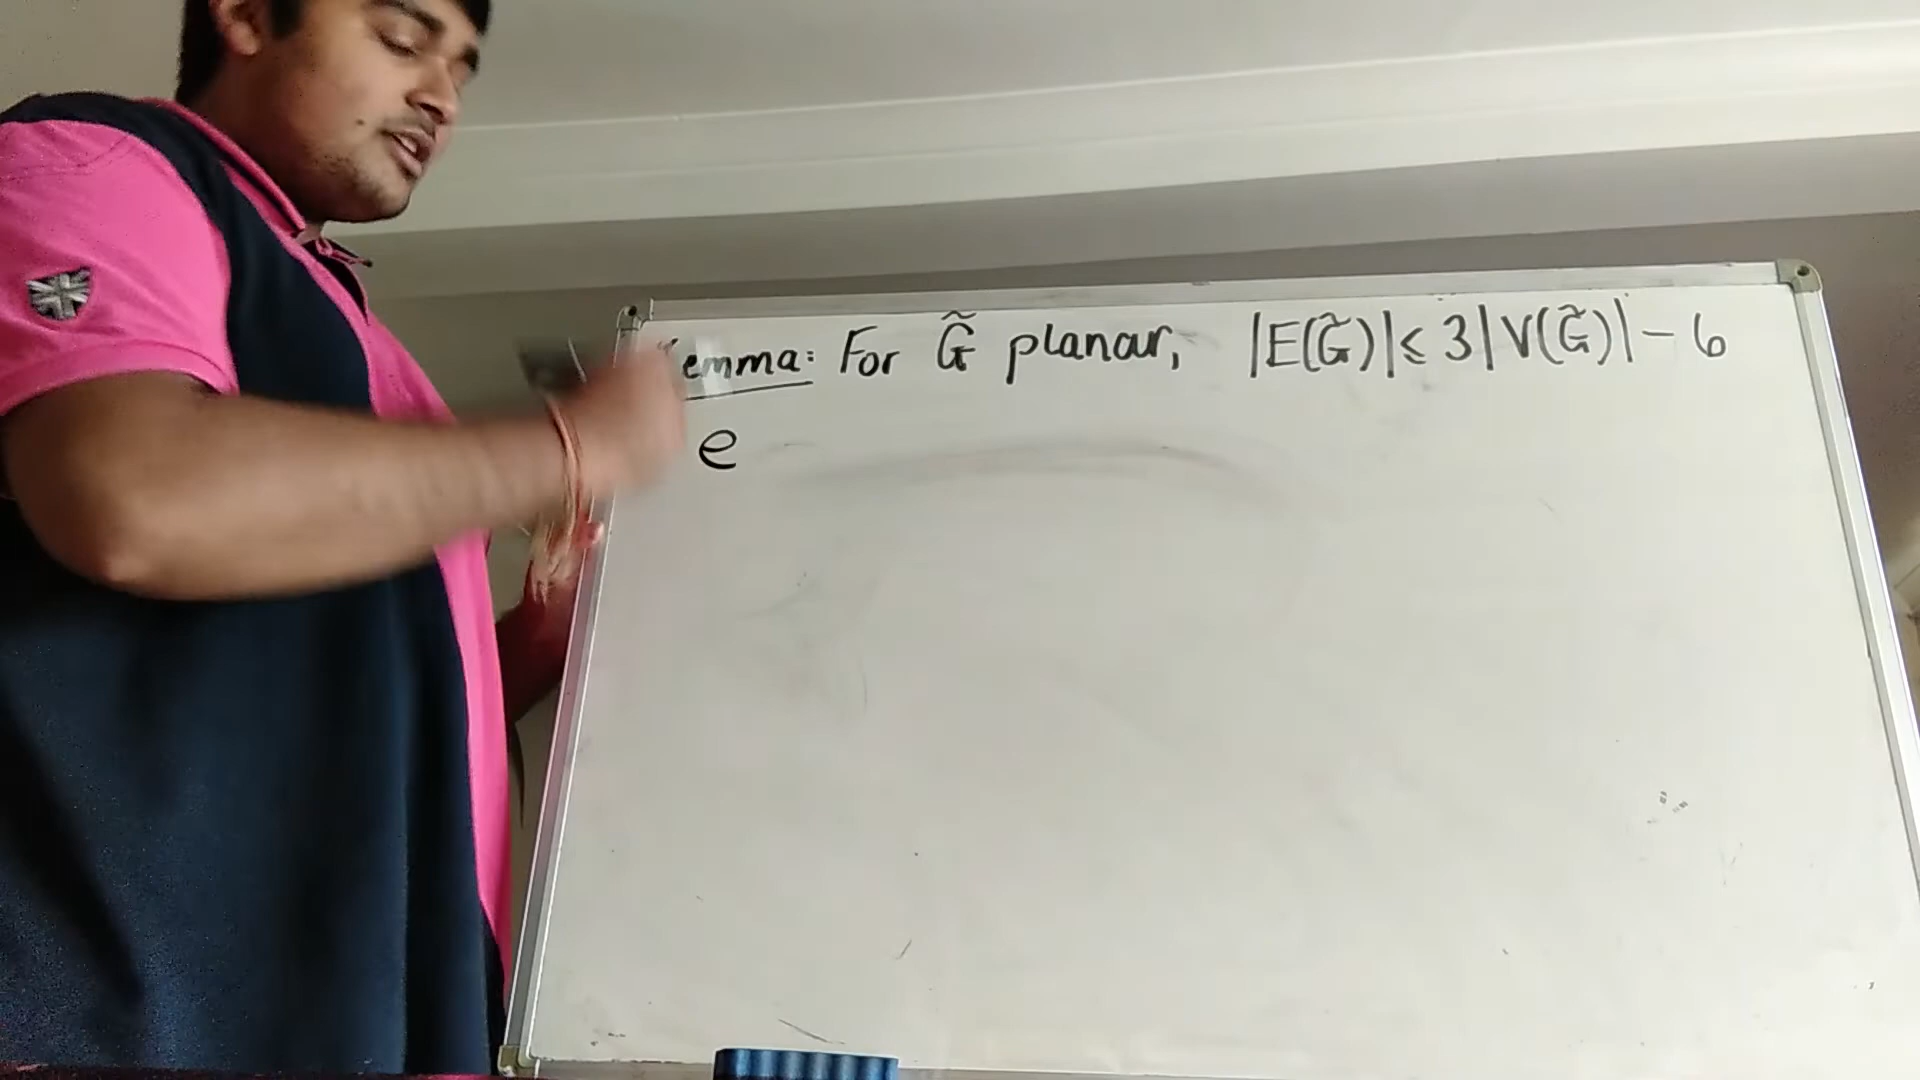 Lemma: For G̃ planar, |E(G̃)| ≤ 3|V(G̃)| - 6
e